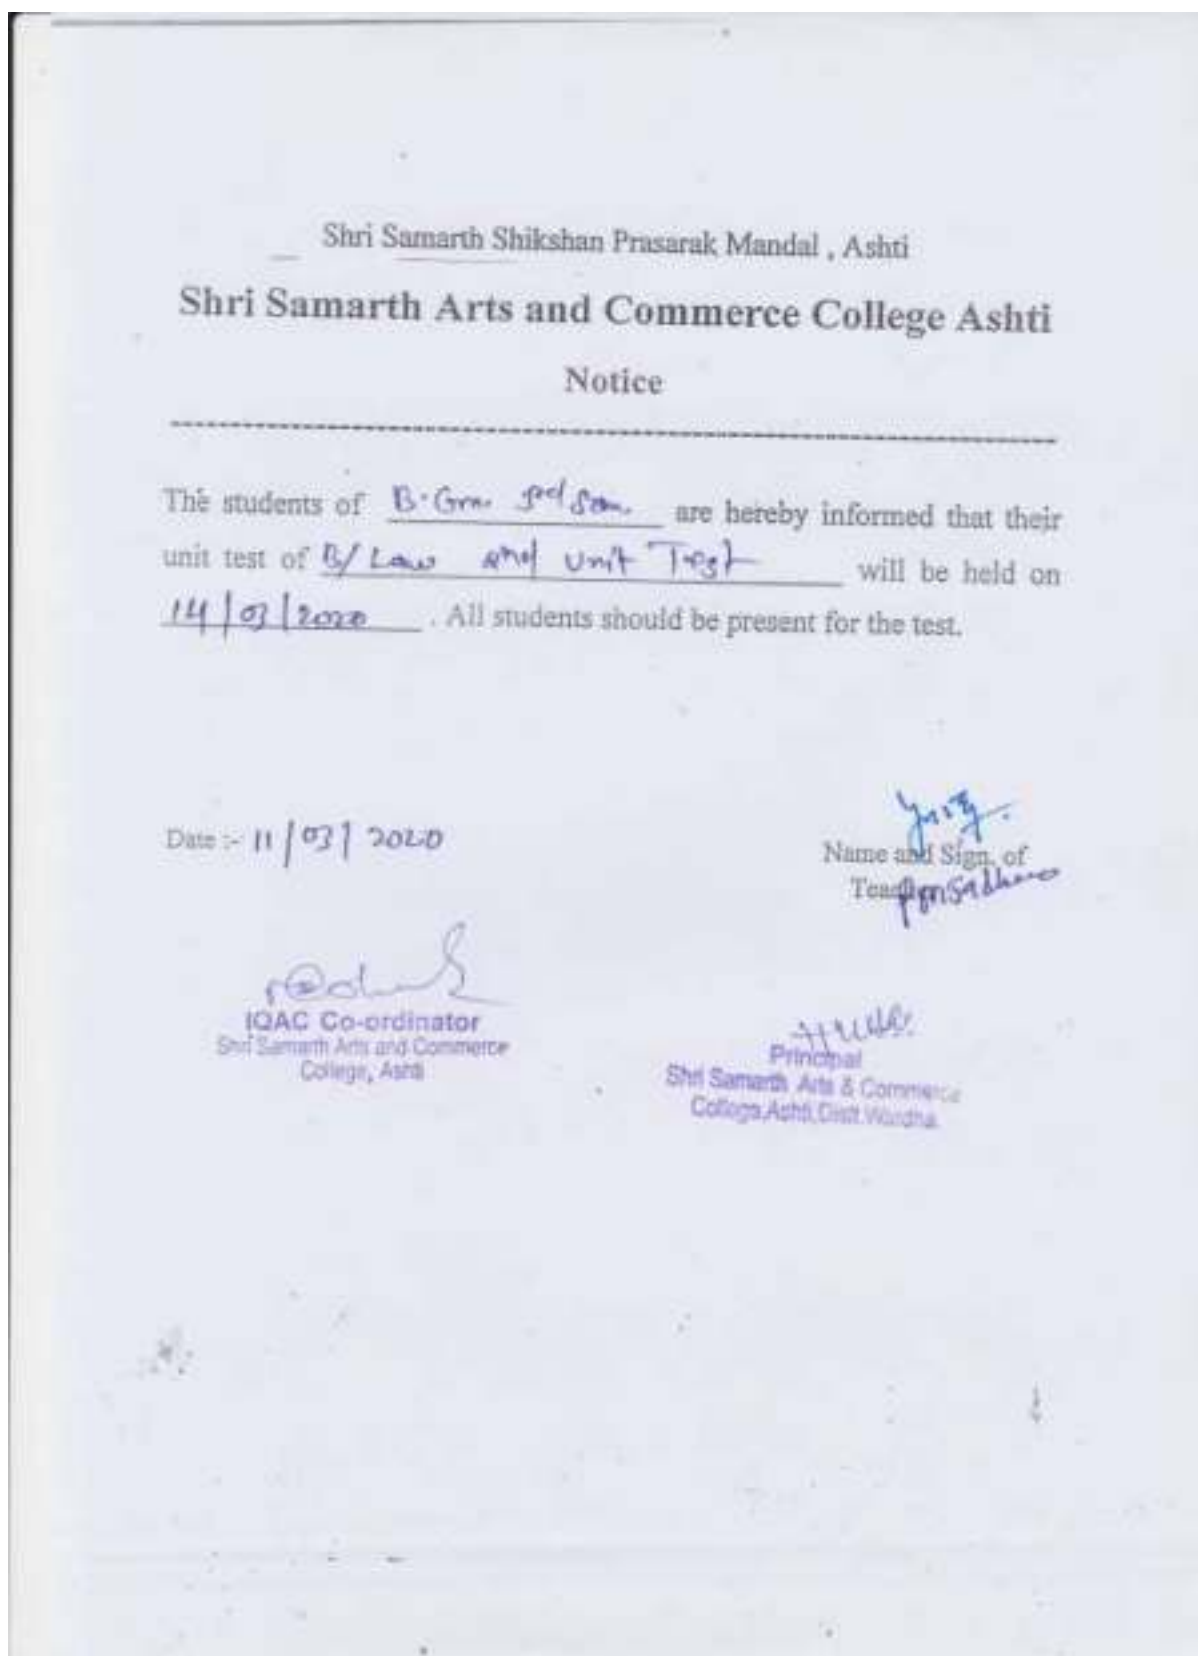 Shri Samarth Shikshan Prasarak Mandal , Ashti
Shri Samarth Arts and Commerce College Ashti
Notice
The students of B.Com. Sem. are hereby informed that their
unit test of B/ Law 2nd Unit Test will be held on
14/03/2020 . All students should be present for the test.
Date :- 11/03/2020
Name and Sign. of
IQAC Co-ordinator
Shri Samarth Arts and Commerce
College, Ashti
Principal
Shri Samarth Arts & Commerce
College,Ashti,Distt.Wardha.